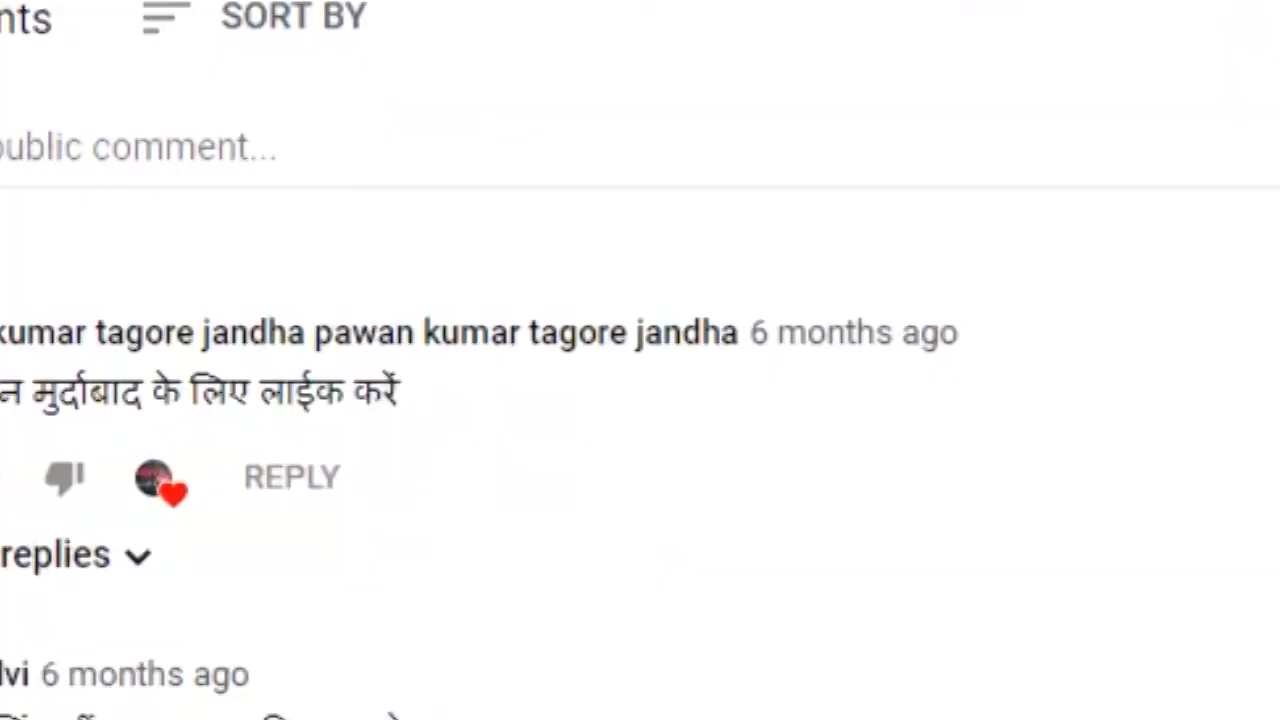 nts SORT BY
public comment...
kumar tagore jandha pawan kumar tagore jandha 6 months ago
न मुर्दाबाद के लिए लाईक करें
REPLY
replies
lvi 6 months ago